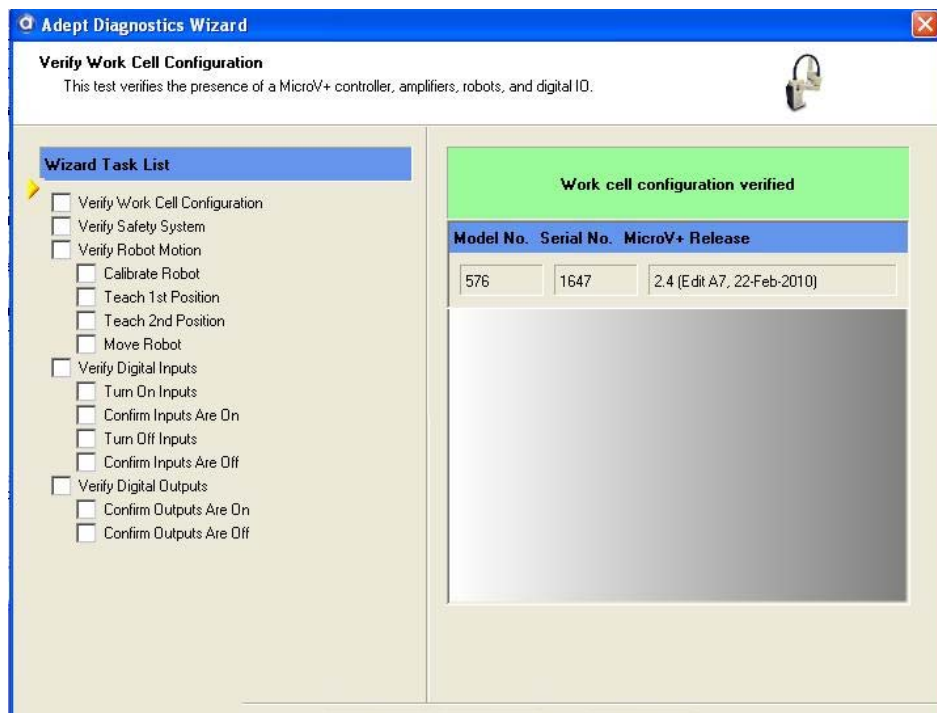 Adept Diagnostics Wizard
Verify Work Cell Configuration
This test verifies the presence of a MicroV+ controller, amplifiers, robots, and digital IO.
Wizard Task List
Verify Work Cell Configuration
Verify Safety System
Verify Robot Motion
Calibrate Robot
Teach 1st Position
Teach 2nd Position
Move Robot
Verify Digital Inputs
Turn On Inputs
Confirm Inputs Are On
Turn Off Inputs
Confirm Inputs Are Off
Verify Digital Outputs
Confirm Outputs Are On
Confirm Outputs Are Off
Work cell configuration verified
Model No. Serial No. MicroV+ Release
576 1647 2.4 (Edit A7, 22-Feb-2010)